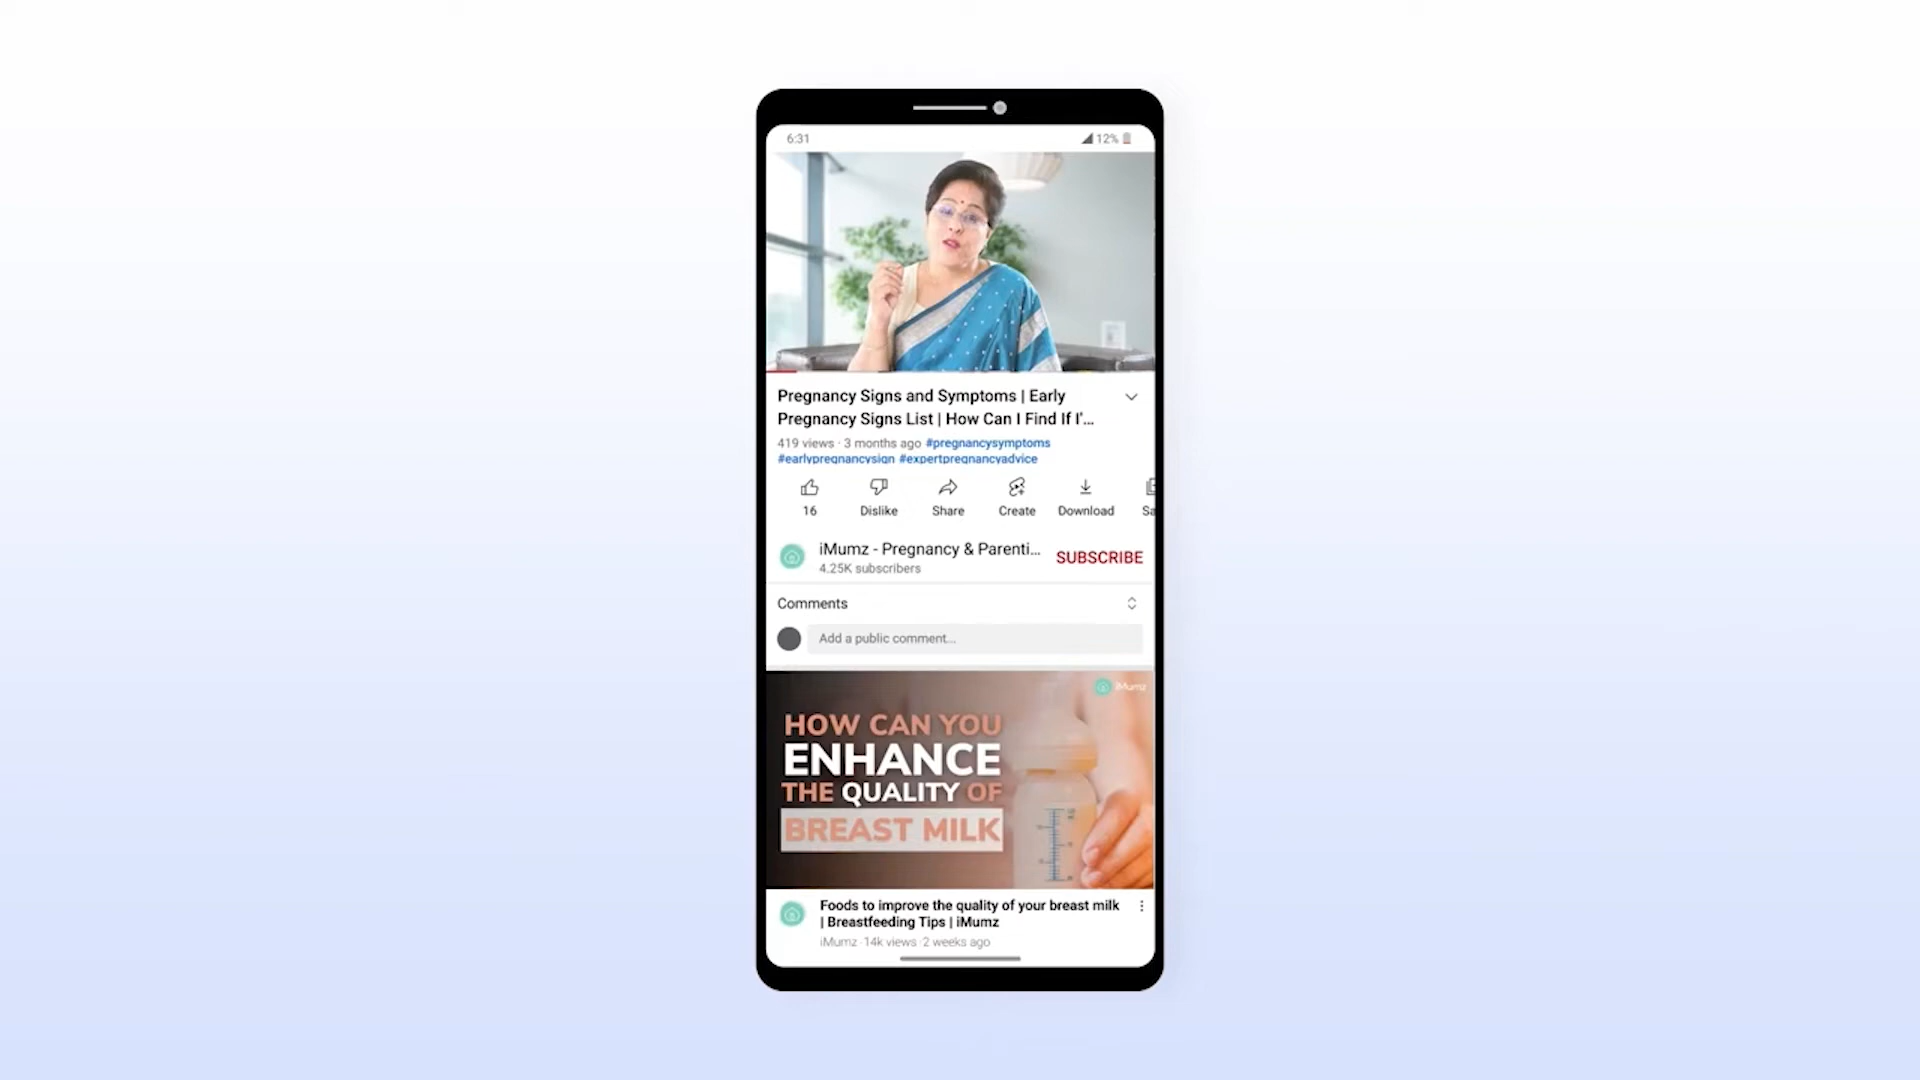 6:31
12%
Pregnancy Signs and Symptoms | Early
Pregnancy Signs List | How Can I Find If I'...
419 views · 3 months ago #pregnancysymptoms
#earlypregnancysign #expertpregnancyadvice
16
Dislike
Share
Create
Download
Sa
iMumz - Pregnancy & Parenti...
SUBSCRIBE
4.25K subscribers
Comments
Add a public comment...
iMumz
HOW CAN YOU
ENHANCE
THE QUALITY OF
BREAST MILK
Foods to improve the quality of your breast milk
| Breastfeeding Tips | iMumz
iMumz · 14k views · 2 weeks ago